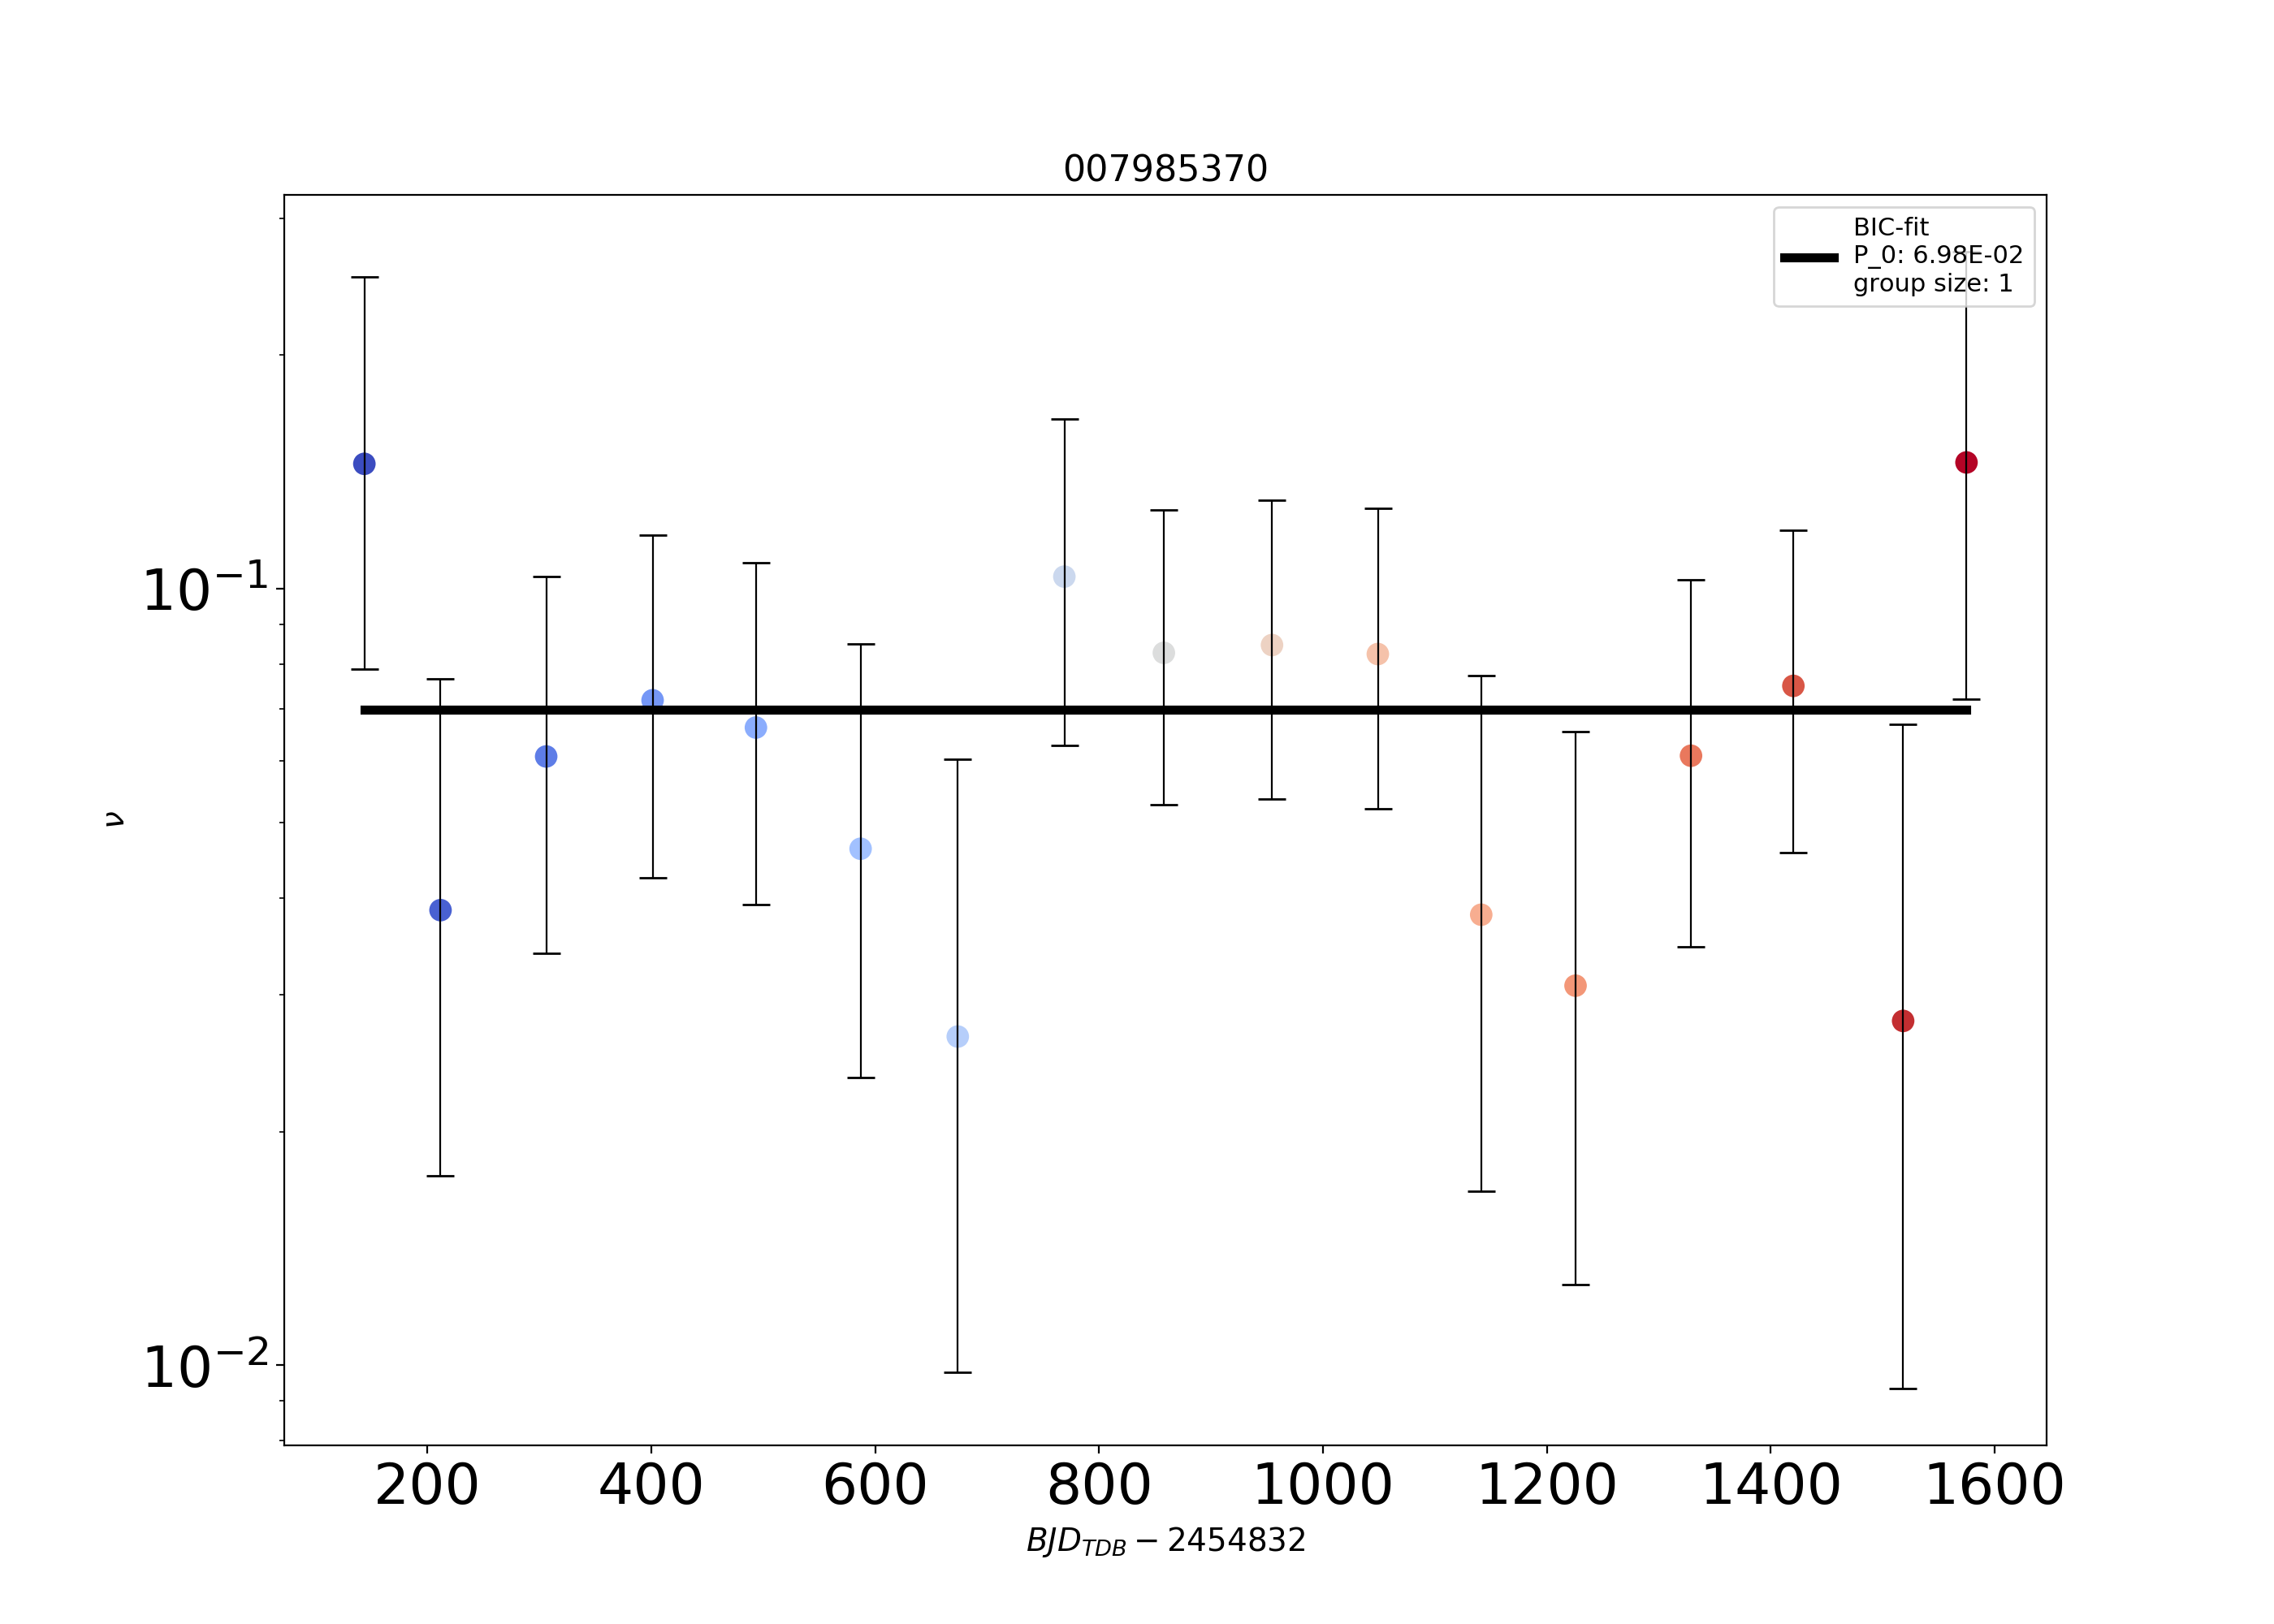 007985370
BIC-fit
P_0: 6.98E-02
group size: 1
10⁻¹
ν
10⁻²
200 400 600 800 1000 1200 1400 1600
BJD_TDB − 2454832